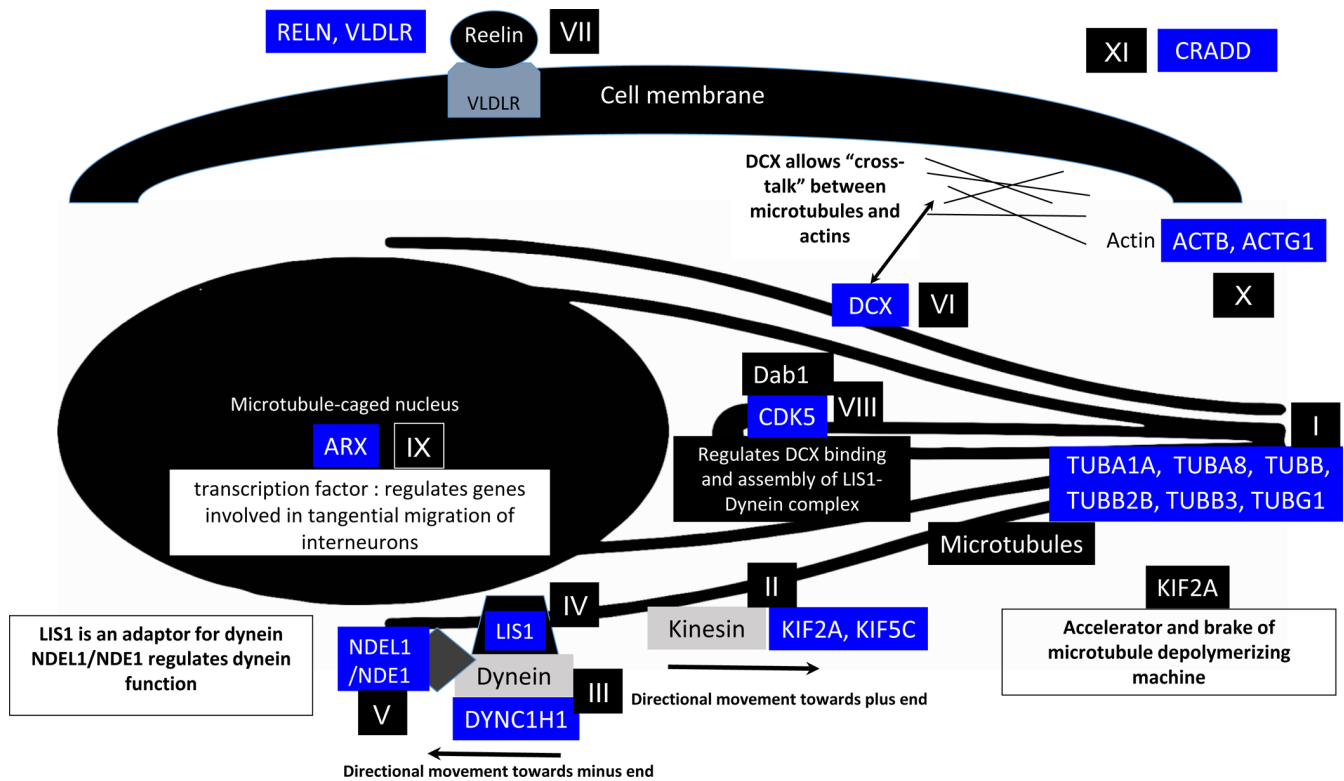 RELN, VLDLR
Reelin
VII
VLDLR
Cell membrane
XI
CRADD
DCX allows “cross-
talk” between
microtubules and
actins
Actin
ACTB, ACTG1
X
DCX
VI
Microtubule-caged nucleus
ARX
IX
transcription factor : regulates genes
involved in tangential migration of
interneurons
Dab1
CDK5
VIII
Regulates DCX binding
and assembly of LIS1-
Dynein complex
I
TUBA1A, TUBA8, TUBB,
TUBB2B, TUBB3, TUBG1
Microtubules
II
Kinesin
KIF2A, KIF5C
Directional movement towards plus end
KIF2A
Accelerator and brake of
microtubule depolymerizing
machine
LIS1 is an adaptor for dynein
NDEL1/NDE1 regulates dynein
function
IV
LIS1
NDEL1
/NDE1
V
Dynein
III
DYNC1H1
Directional movement towards minus end